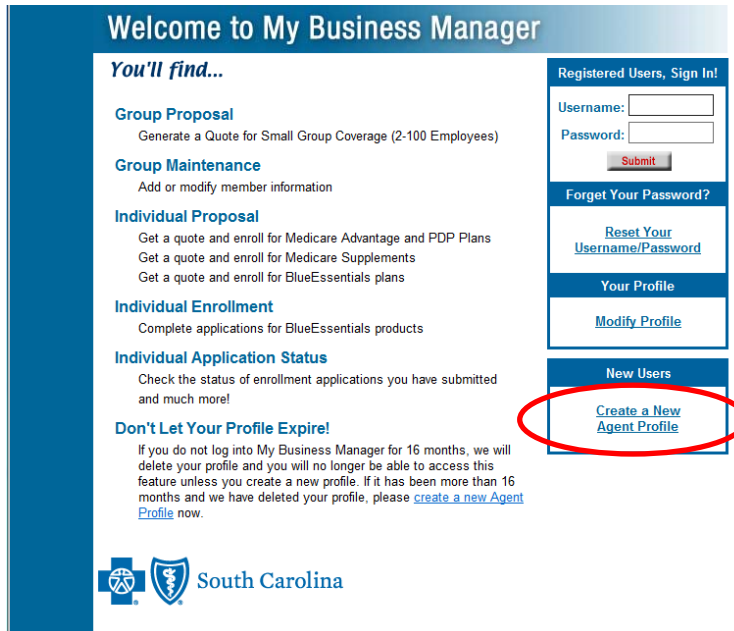 Welcome to My Business Manager
You'll find...
Group Proposal
Generate a Quote for Small Group Coverage (2-100 Employees)
Group Maintenance
Add or modify member information
Individual Proposal
Get a quote and enroll for Medicare Advantage and PDP Plans
Get a quote and enroll for Medicare Supplements
Get a quote and enroll for BlueEssentials plans
Individual Enrollment
Complete applications for BlueEssentials products
Individual Application Status
Check the status of enrollment applications you have submitted
and much more!
Don't Let Your Profile Expire!
If you do not log into My Business Manager for 16 months, we will
delete your profile and you will no longer be able to access this
feature unless you create a new profile. If it has been more than 16
months and we have deleted your profile, please create a new Agent
Profile now.
Registered Users, Sign In!
Username:
Password:
Submit
Forget Your Password?
Reset Your
Username/Password
Your Profile
Modify Profile
New Users
Create a New
Agent Profile
South Carolina